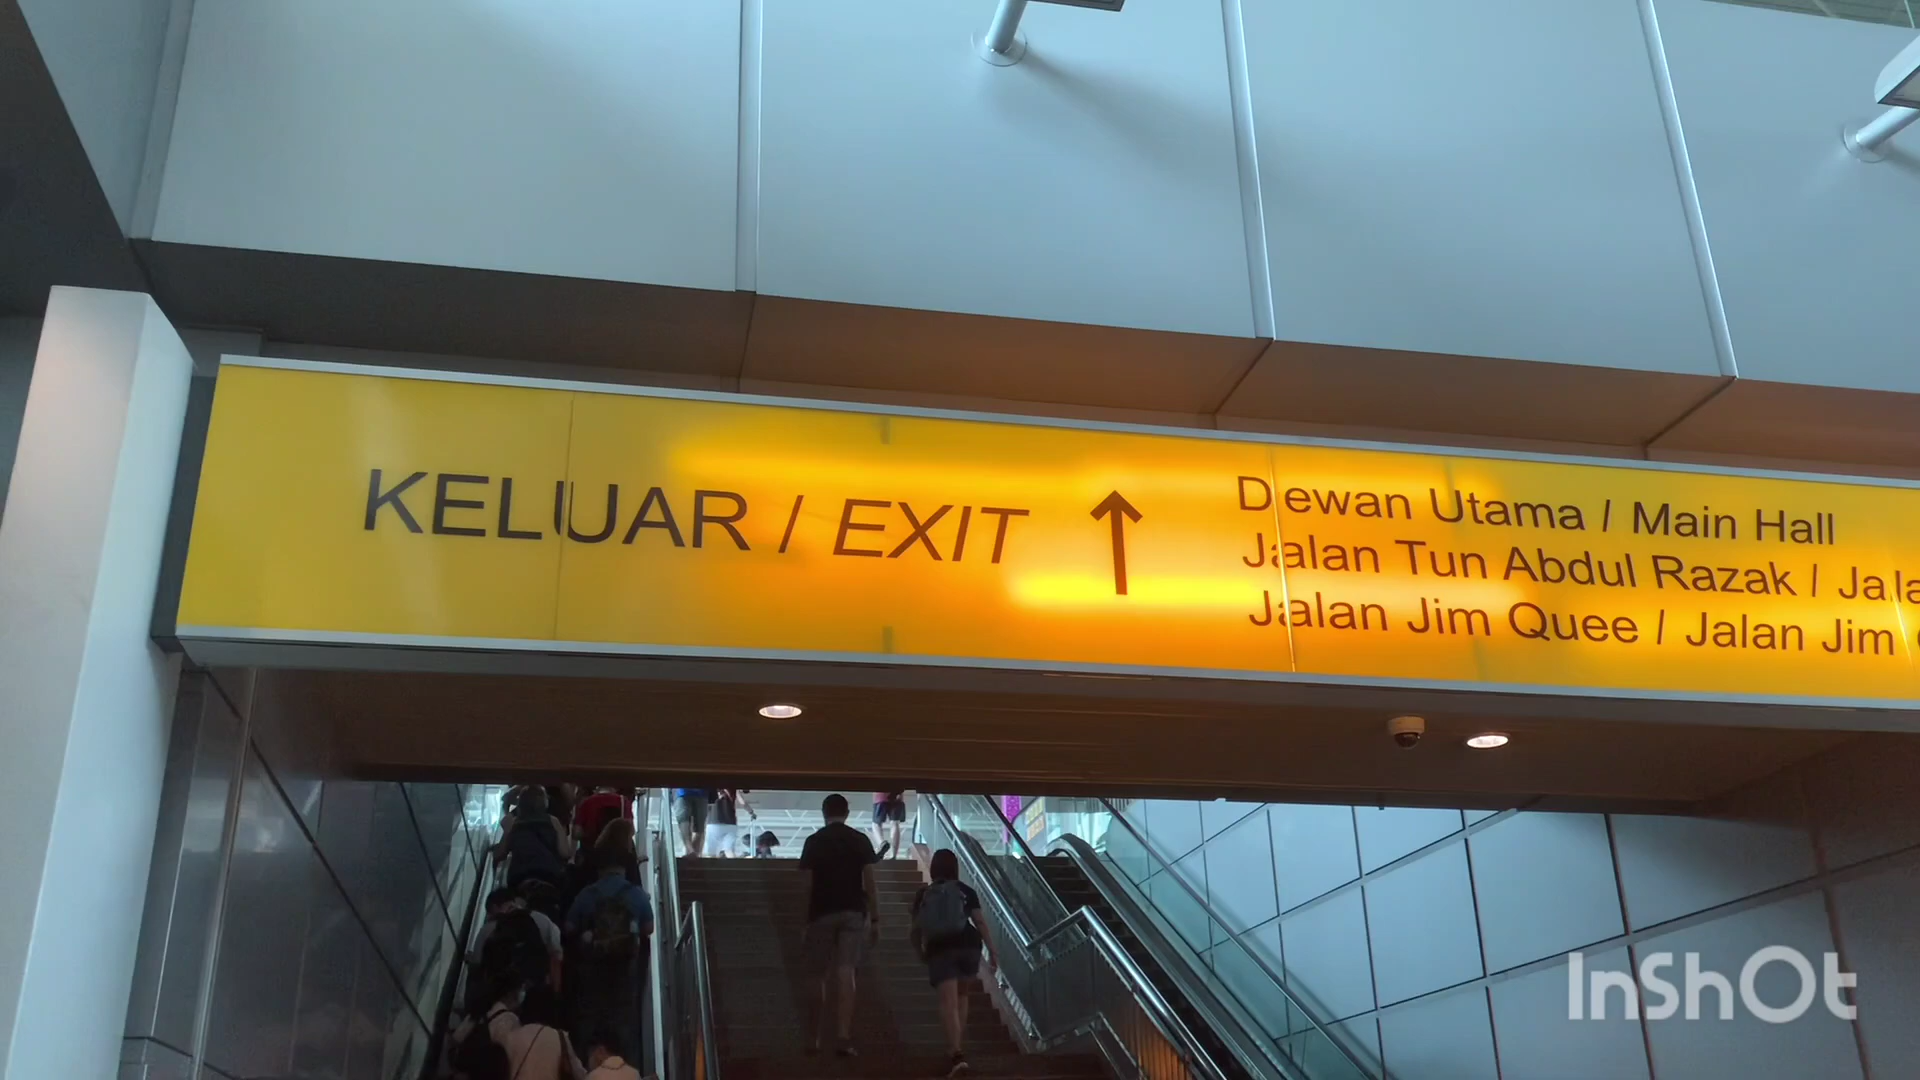 KELUAR / EXIT ↑
Dewan Utama / Main Hall
Jalan Tun Abdul Razak /
Jalan Jim Quee / Jalan Jim
InShOt